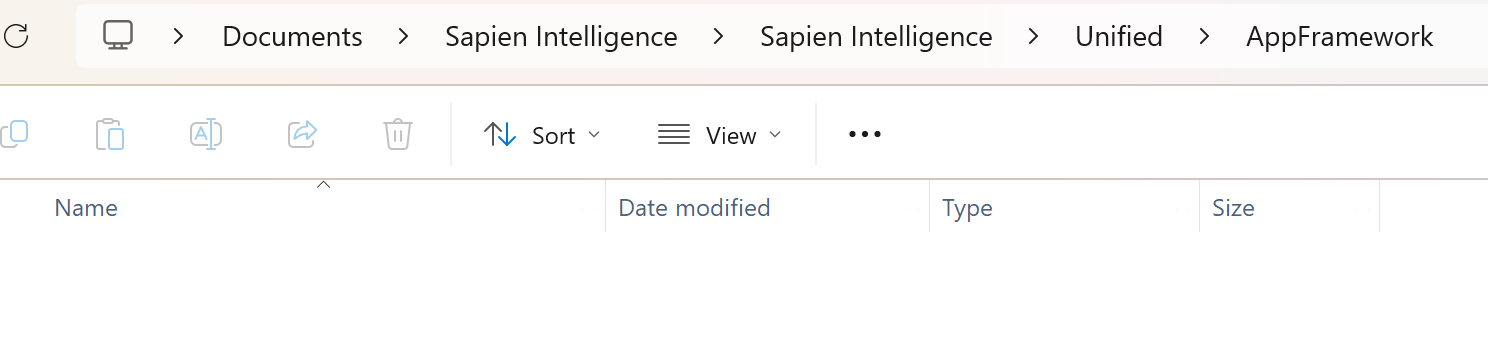 Documents > Sapien Intelligence > Sapien Intelligence > Unified > AppFramework
Sort View •••
Name Date modified Type Size